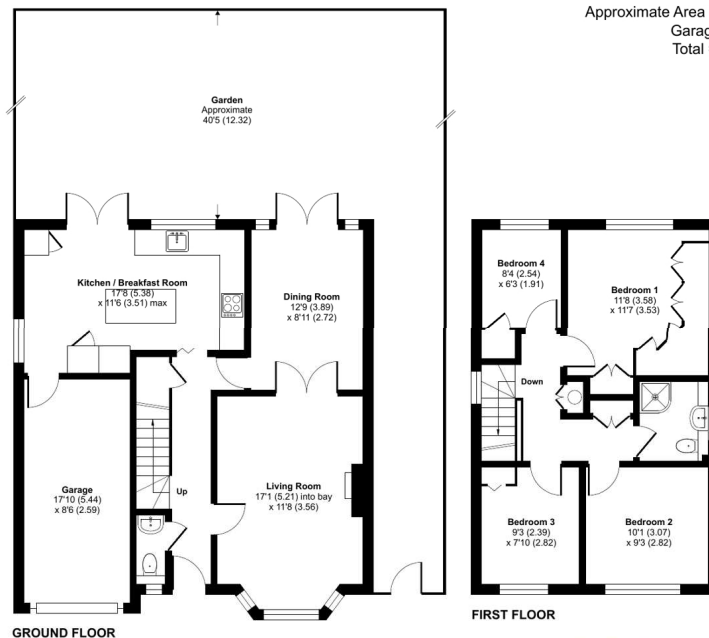 Approximate Area
Garag
Total
Garden
Approximate
40'5 (12.32)
Kitchen / Breakfast Room
17'8 (5.38)
x 11'6 (3.51) max
Dining Room
12'9 (3.89)
x 8'11 (2.72)
Garage
17'10 (5.44)
x 8'6 (2.59)
Up
Living Room
17'1 (5.21) into bay
x 11'8 (3.56)
GROUND FLOOR
Bedroom 4
8'4 (2.54)
x 6'3 (1.91)
Bedroom 1
11'8 (3.58)
x 11'7 (3.53)
Down
Bedroom 3
9'3 (2.39)
x 7'10 (2.82)
Bedroom 2
10'1 (3.07)
x 9'3 (2.82)
FIRST FLOOR